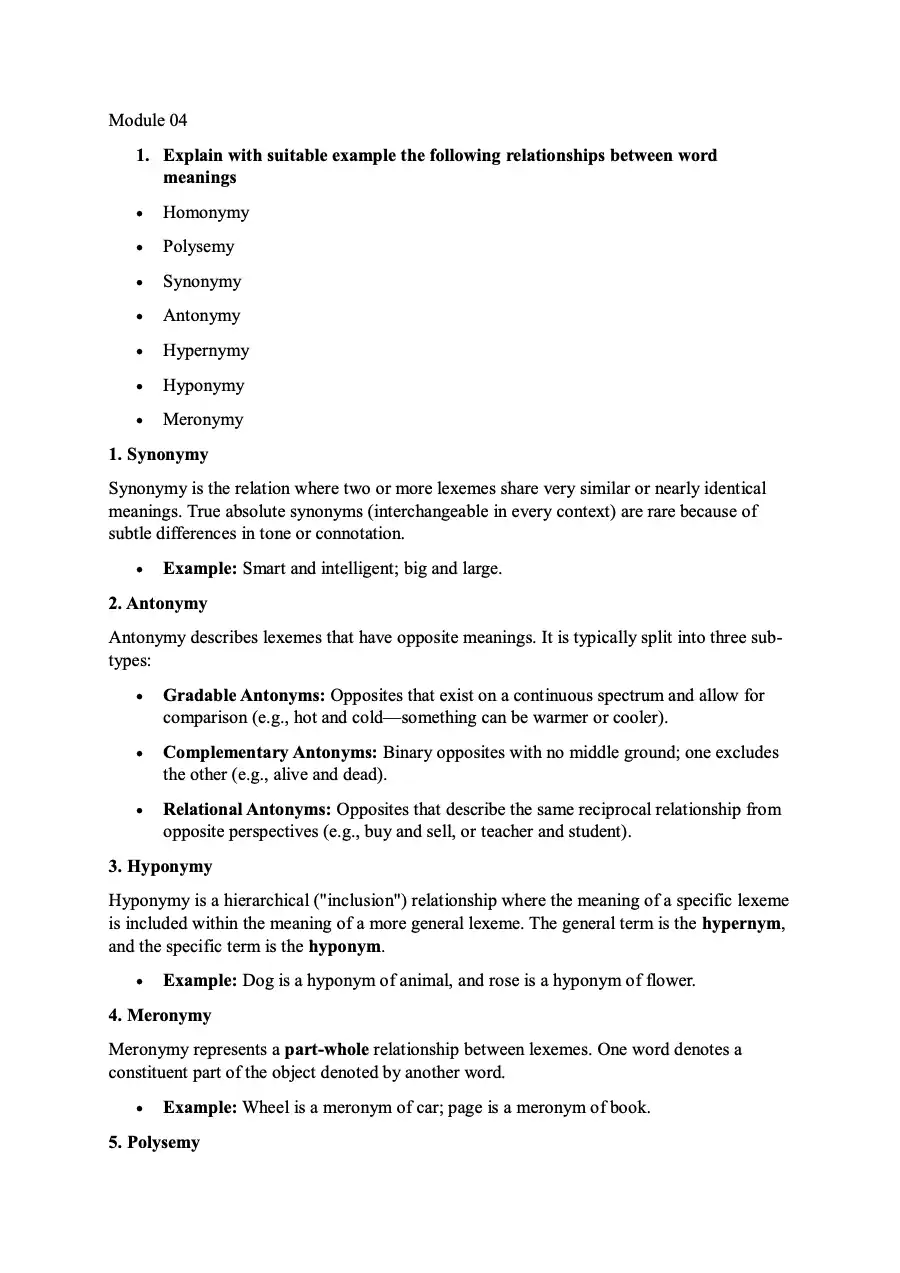 Module 04
1. Explain with suitable example the following relationships between word
meanings
• Homonymy
• Polysemy
• Synonymy
• Antonymy
• Hypernymy
• Hyponymy
• Meronymy
1. Synonymy
Synonymy is the relation where two or more lexemes share very similar or nearly identical
meanings. True absolute synonyms (interchangeable in every context) are rare because of
subtle differences in tone or connotation.
• Example: Smart and intelligent; big and large.
2. Antonymy
Antonymy describes lexemes that have opposite meanings. It is typically split into three sub-
types:
• Gradable Antonyms: Opposites that exist on a continuous spectrum and allow for
comparison (e.g., hot and cold—something can be warmer or cooler).
• Complementary Antonyms: Binary opposites with no middle ground; one excludes
the other (e.g., alive and dead).
• Relational Antonyms: Opposites that describe the same reciprocal relationship from
opposite perspectives (e.g., buy and sell, or teacher and student).
3. Hyponymy
Hyponymy is a hierarchical ("inclusion") relationship where the meaning of a specific lexeme
is included within the meaning of a more general lexeme. The general term is the hypernym,
and the specific term is the hyponym.
• Example: Dog is a hyponym of animal, and rose is a hyponym of flower.
4. Meronymy
Meronymy represents a part-whole relationship between lexemes. One word denotes a
constituent part of the object denoted by another word.
• Example: Wheel is a meronym of car; page is a meronym of book.
5. Polysemy